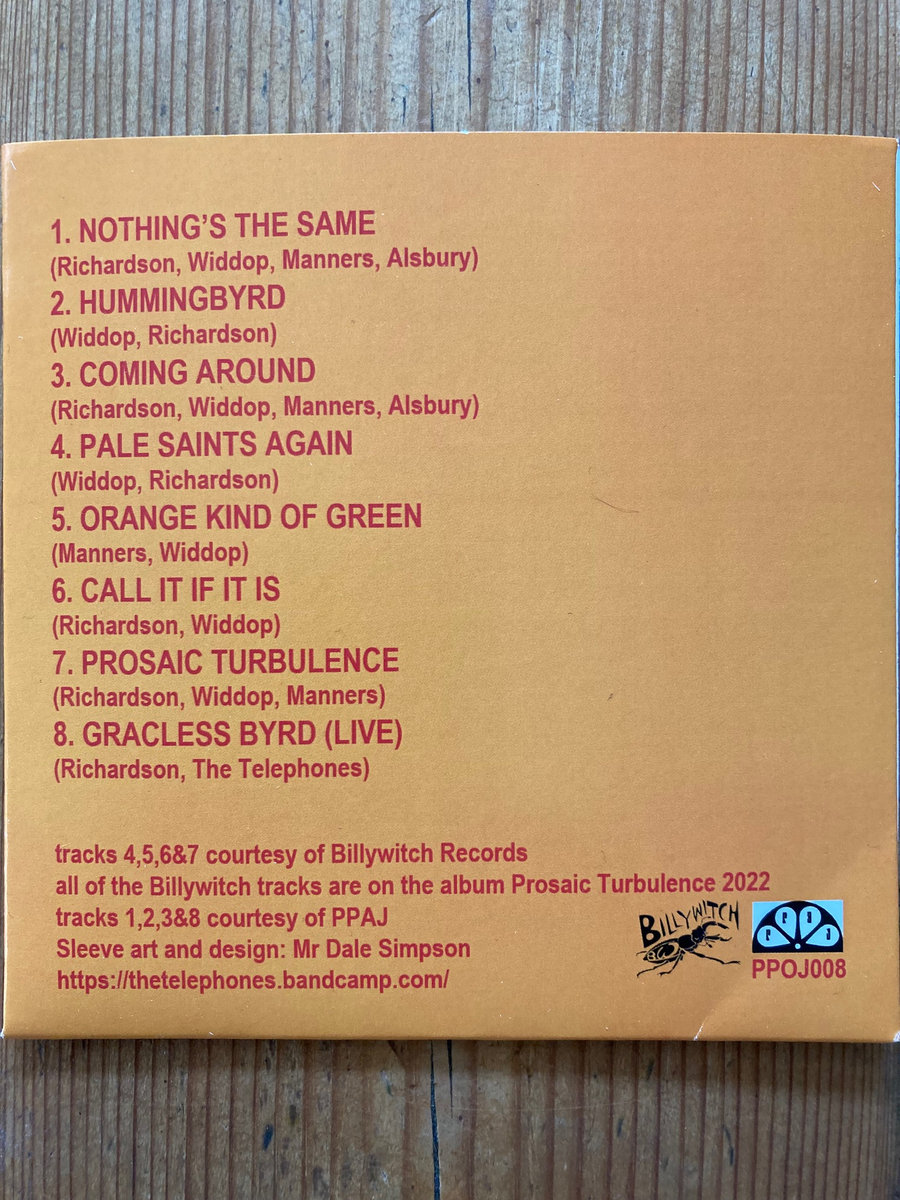 1. NOTHING'S THE SAME
(Richardson, Widdop, Manners, Alsbury)
2. HUMMINGBYRD
(Widdop, Richardson)
3. COMING AROUND
(Richardson, Widdop, Manners, Alsbury)
4. PALE SAINTS AGAIN
(Widdop, Richardson)
5. ORANGE KIND OF GREEN
(Manners, Widdop)
6. CALL IT IF IT IS
(Richardson, Widdop)
7. PROSAIC TURBULENCE
(Richardson, Widdop, Manners)
8. GRACLESS BYRD (LIVE)
(Richardson, The Telephones)
tracks 4,5,6&7 courtesy of Billywitch Records
all of the Billywitch tracks are on the album Prosaic Turbulence 2022
tracks 1,2,3&8 courtesy of PPAJ
Sleeve art and design: Mr Dale Simpson
https://thetelephones.bandcamp.com/
BILLYWITCH
P P O J
PPOJ008